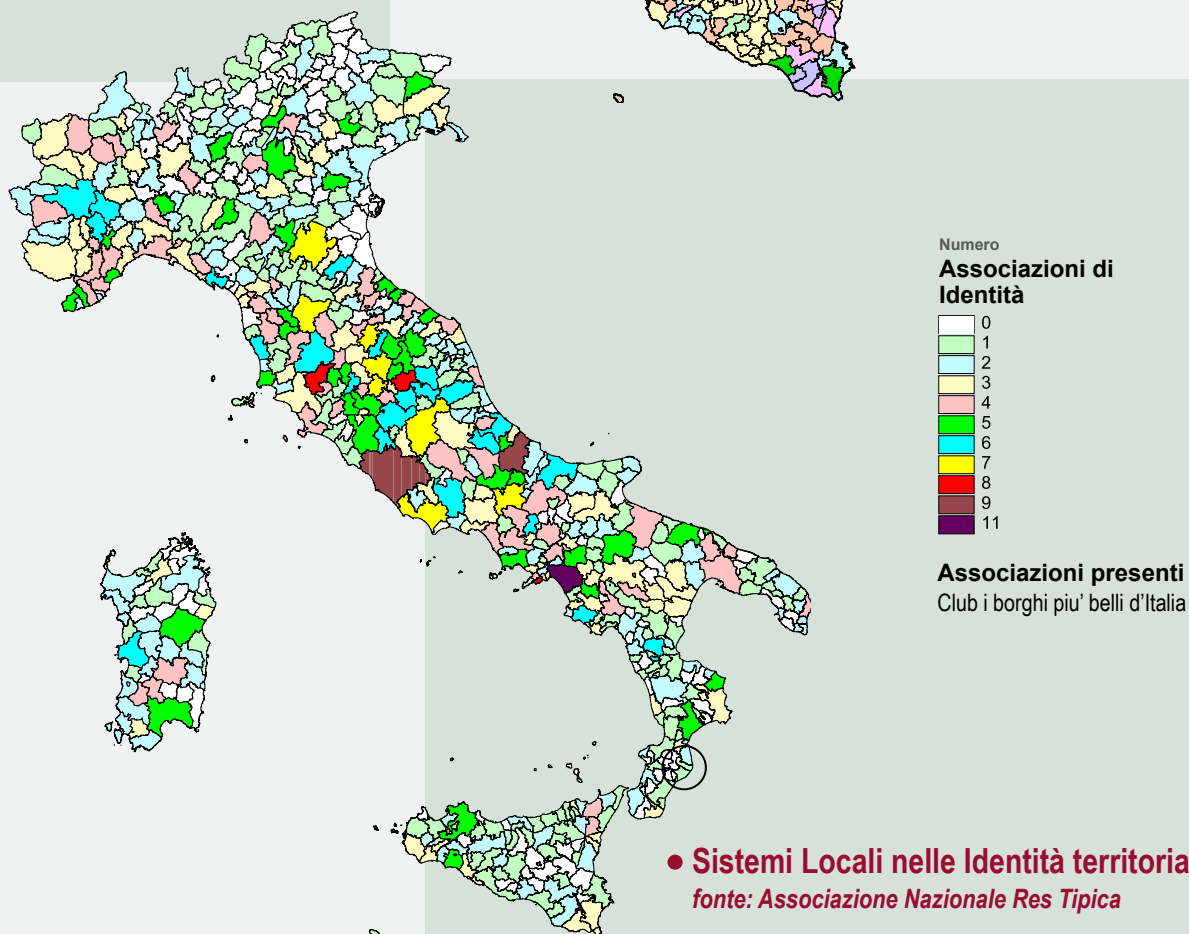 Numero
Associazioni di
Identità
0
1
2
3
4
5
6
7
8
9
11
Associazioni presenti
Club i borghi piu' belli d'Italia
• Sistemi Locali nelle Identità territoria
fonte: Associazione Nazionale Res Tipica